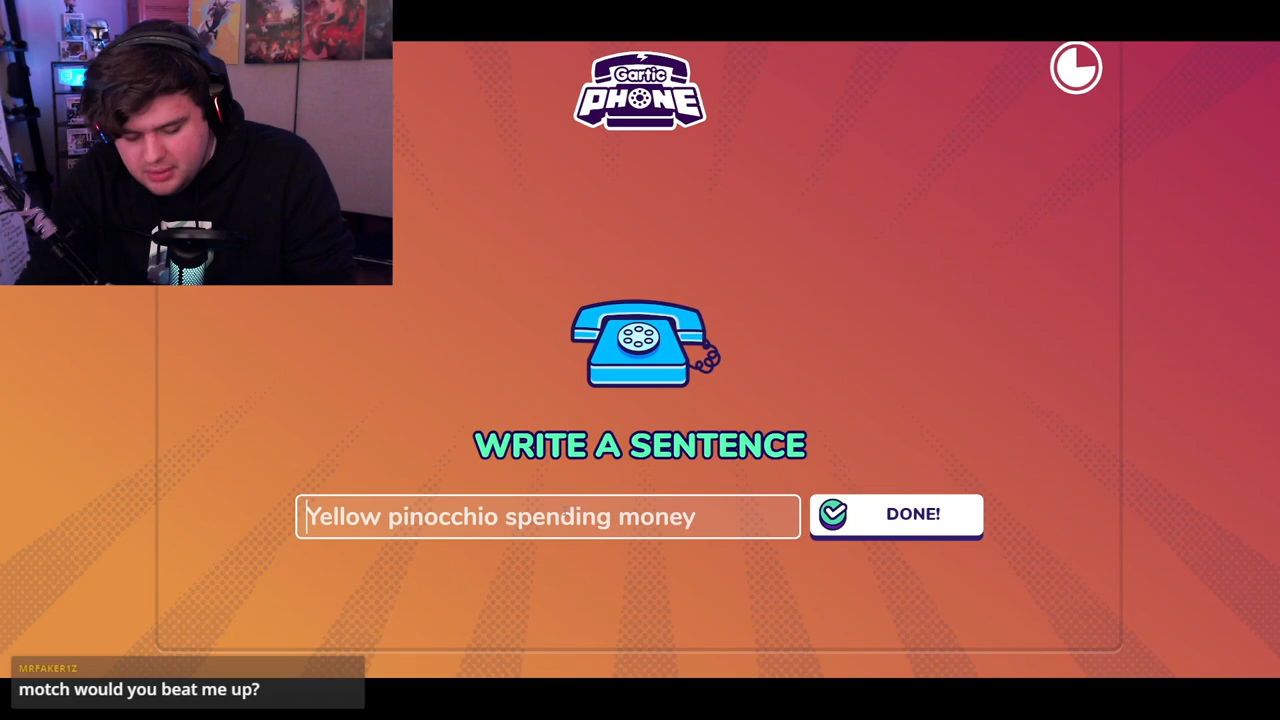 Gartic
PHONE
WRITE A SENTENCE
Yellow pinocchio spending money
DONE!
MRFAKER1Z
motch would you beat me up?